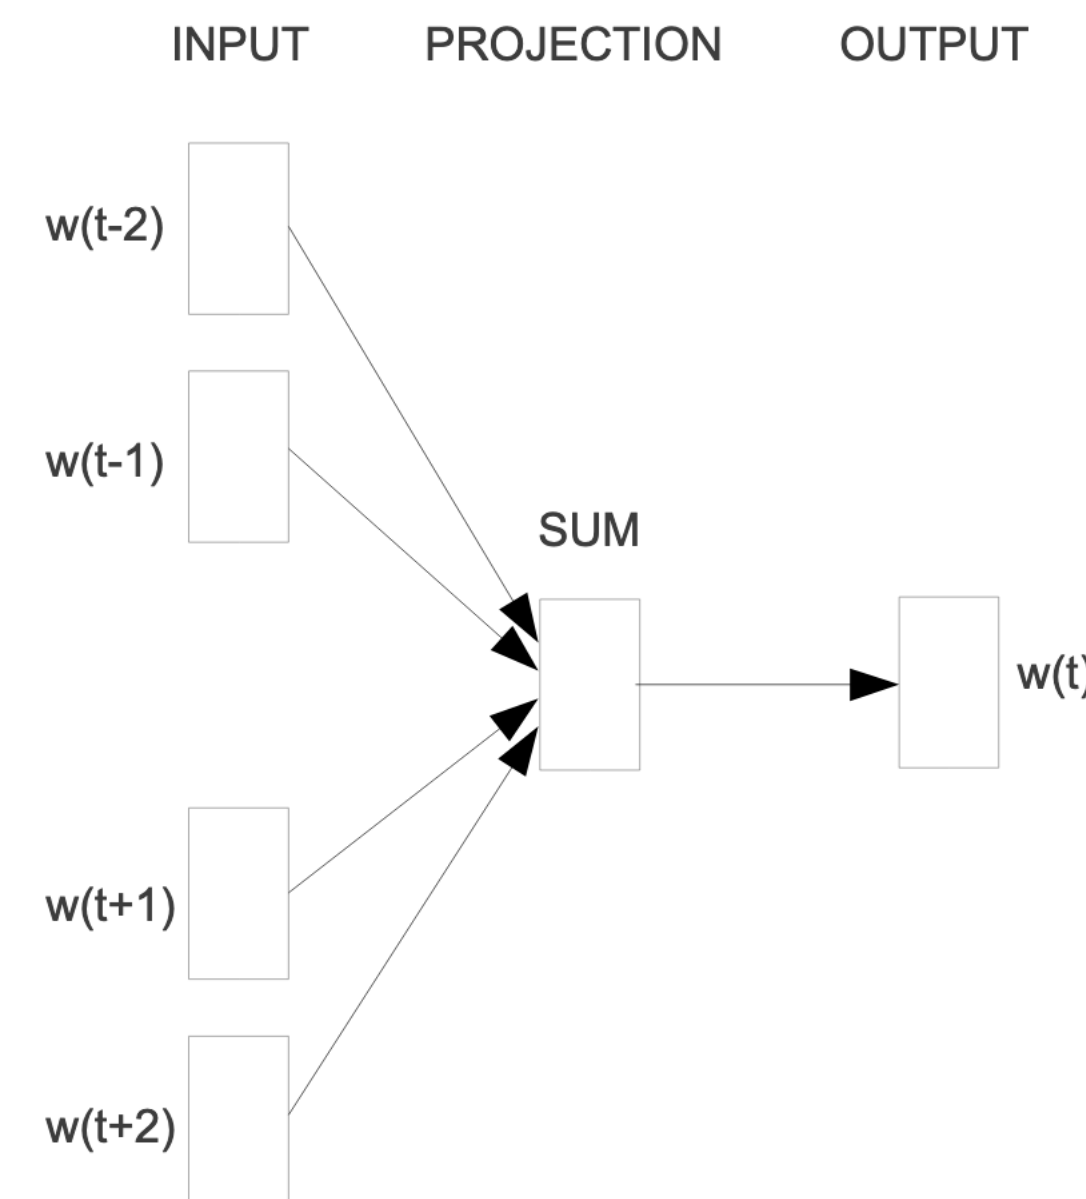 INPUT PROJECTION OUTPUT
w(t-2)
w(t-1)
SUM
w(t)
w(t+1)
w(t+2)